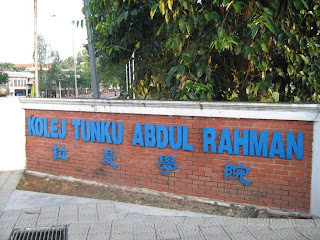 KOLEJ TUNKU ABDUL RAHMAN
拉曼學院